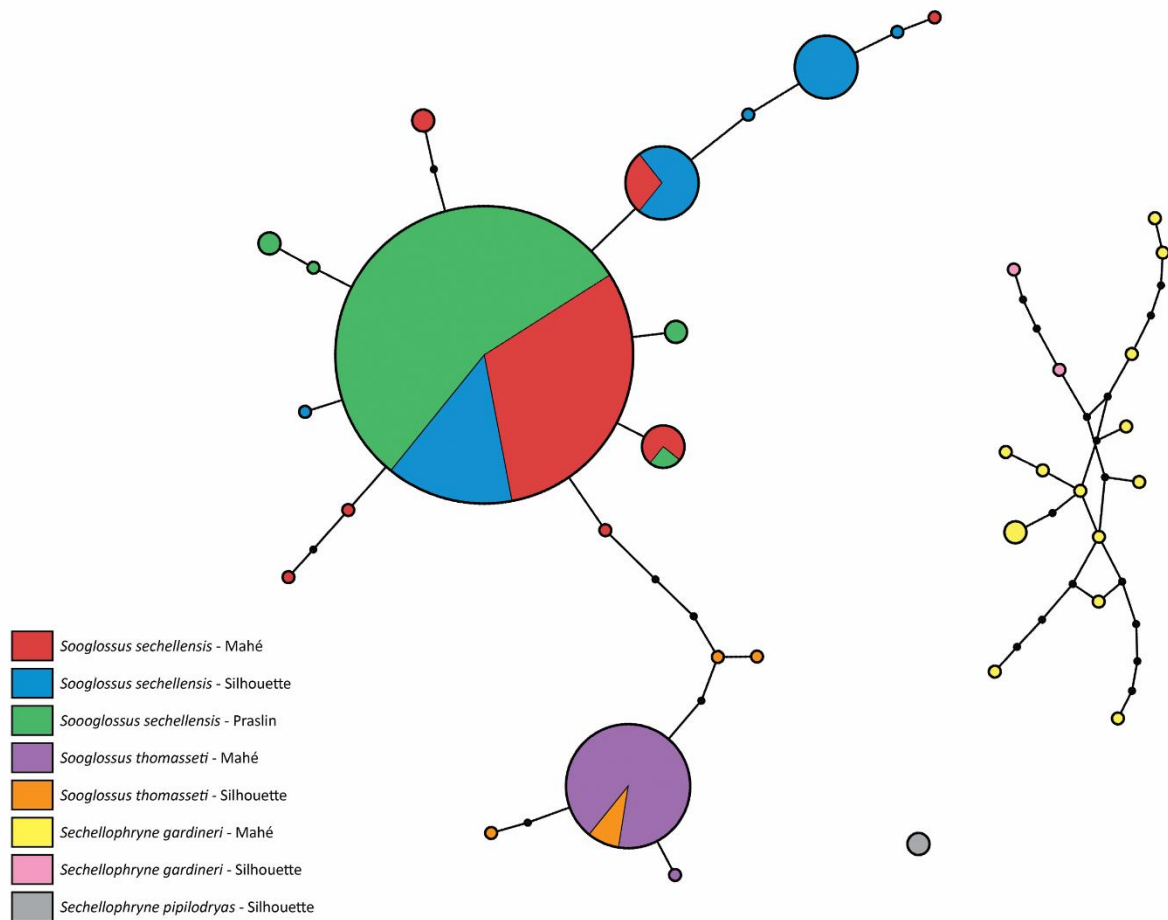 Sooglossus sechellensis - Mahé
Sooglossus sechellensis - Silhouette
Soooglossus sechellensis - Praslin
Sooglossus thomasseti - Mahé
Sooglossus thomasseti - Silhouette
Sechellophryne gardineri - Mahé
Sechellophryne gardineri - Silhouette
Sechellophryne pipilodryas - Silhouette